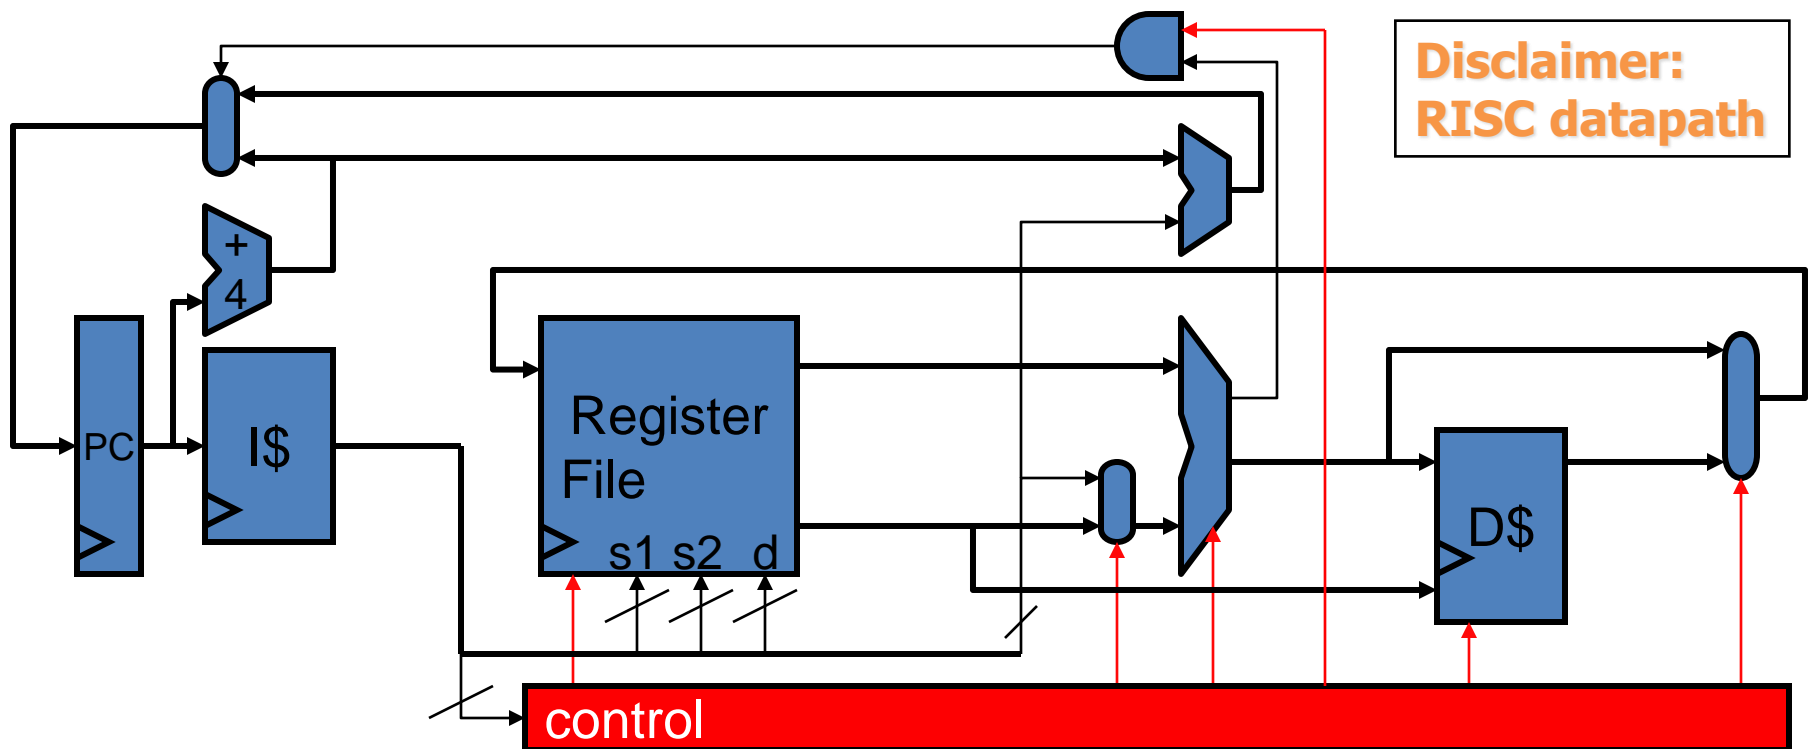 Disclaimer:
RISC datapath
+
4
PC
I$
Register
File
s1 s2 d
D$
control